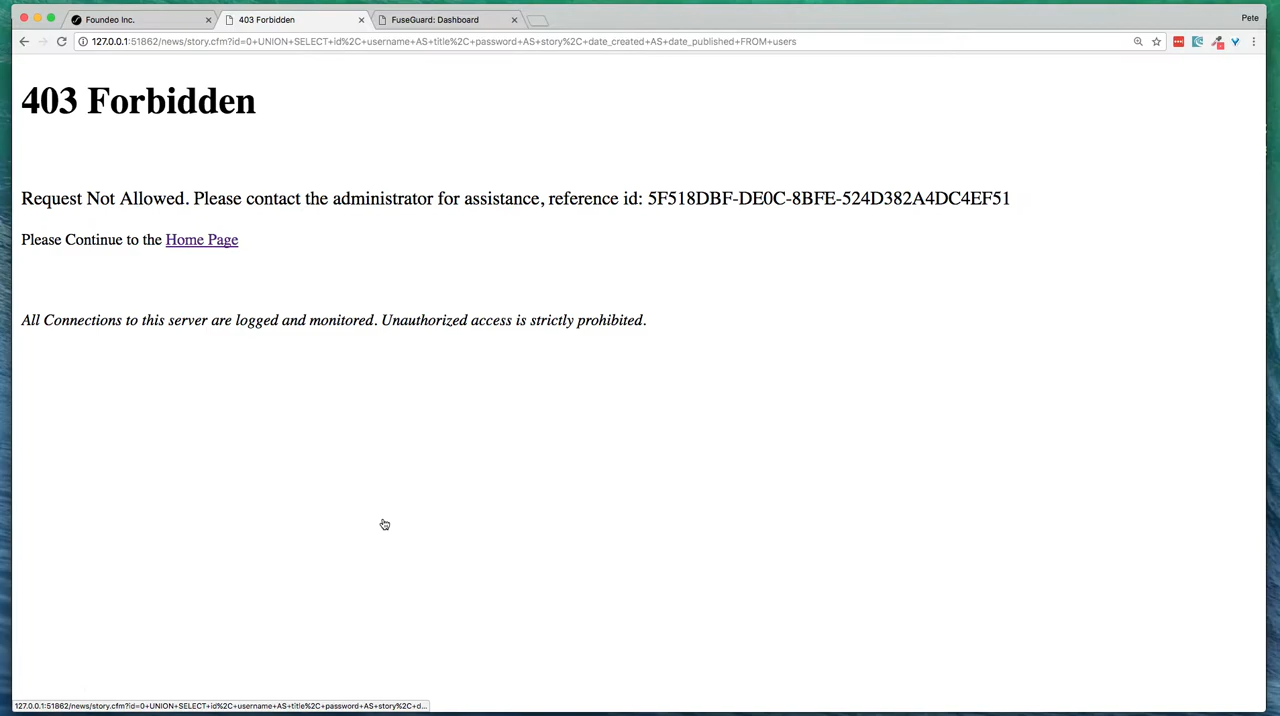 Foundeo Inc.
403 Forbidden
FuseGuard: Dashboard
Pete
127.0.0.1:51862/news/story.cfm?id=0+UNION+SELECT+id%2C+username+AS+title%2C+password+AS+story%2C+date_created+AS+date_published+FROM+users
403 Forbidden
Request Not Allowed. Please contact the administrator for assistance, reference id: 5F518DBF-DE0C-8BFE-524D382A4DC4EF51
Please Continue to the Home Page
All Connections to this server are logged and monitored. Unauthorized access is strictly prohibited.
127.0.0.1:51862/news/story.cfm?id=0+UNION+SELECT+id%2C+username+AS+title%2C+password+AS+story%2C+d...